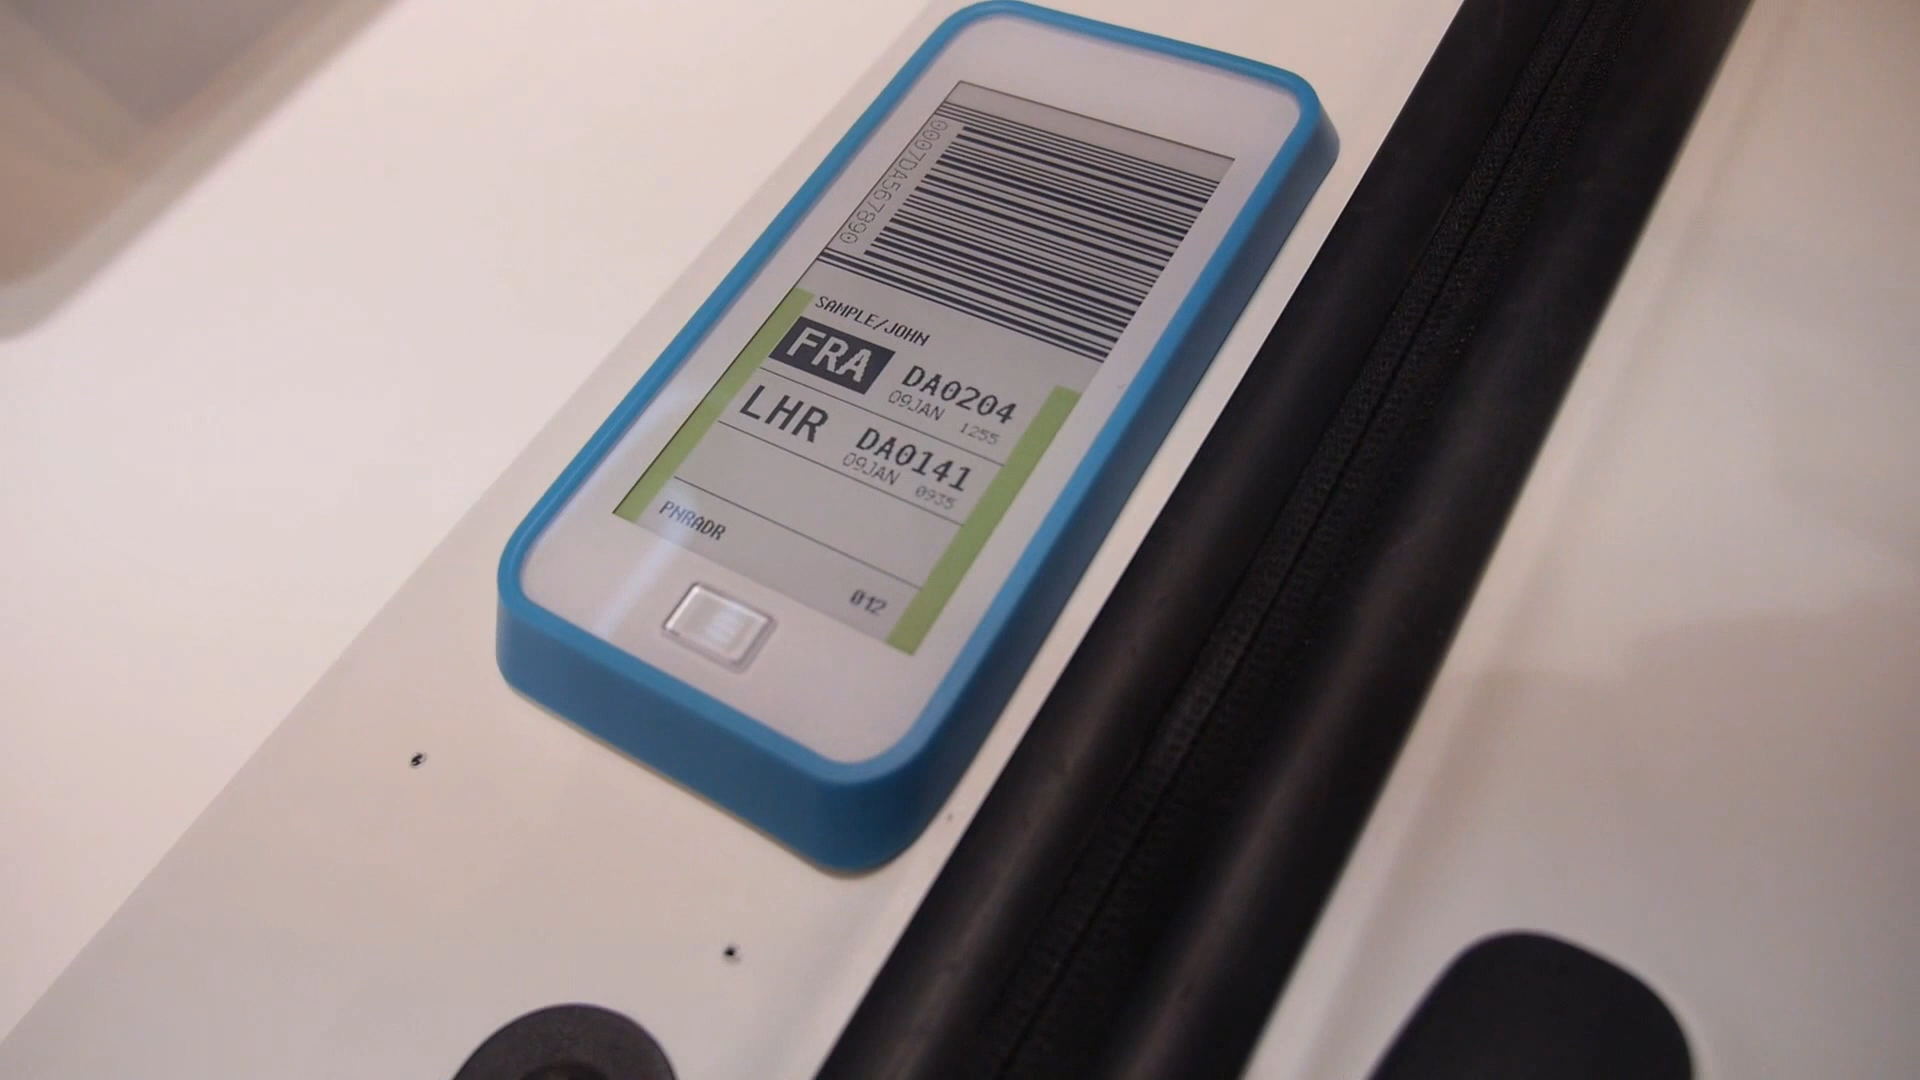 0007DA567890
SAMPLE/JOHN
FRA DA0204
09JAN 1255
LHR DA0141
09JAN 0935
PNRADR
012